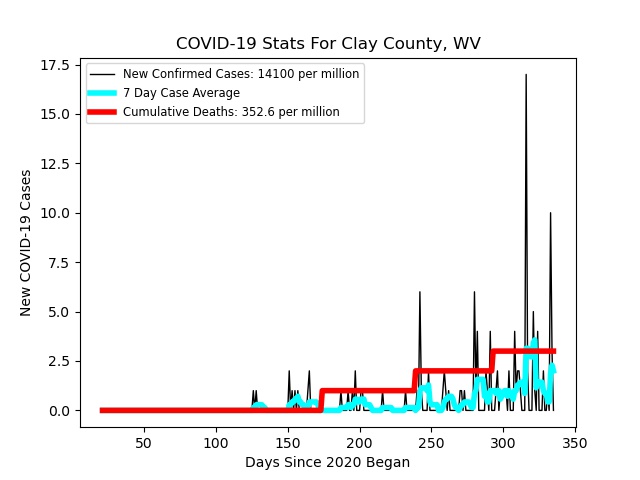 COVID-19 Stats For Clay County, WV
New Confirmed Cases: 14100 per million
7 Day Case Average
Cumulative Deaths: 352.6 per million
New COVID-19 Cases
17.5
15.0
12.5
10.0
7.5
5.0
2.5
0.0
50 100 150 200 250 300 350
Days Since 2020 Began